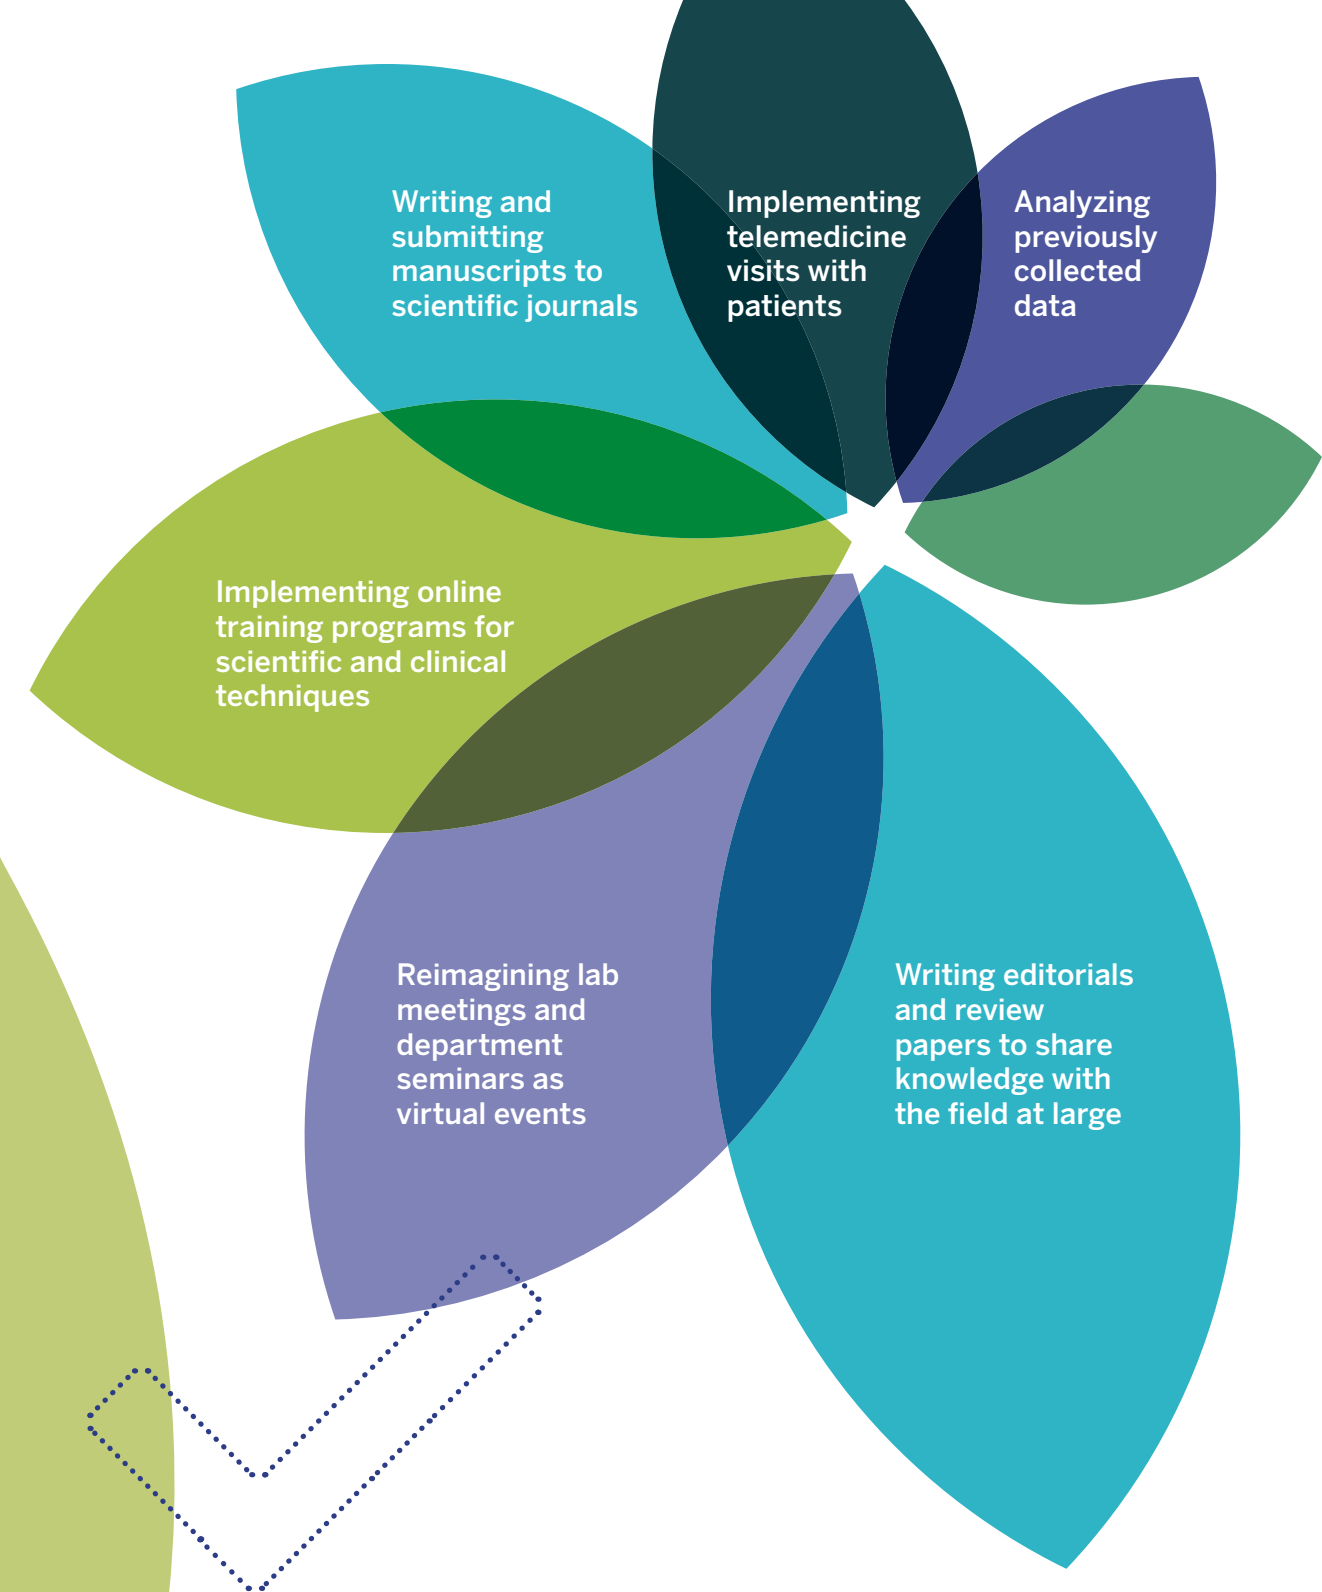 Writing and
submitting
manuscripts to
scientific journals
Implementing
telemedicine
visits with
patients
Analyzing
previously
collected
data
Implementing online
training programs for
scientific and clinical
techniques
Reimagining lab
meetings and
department
seminars as
virtual events
Writing editorials
and review
papers to share
knowledge with
the field at large